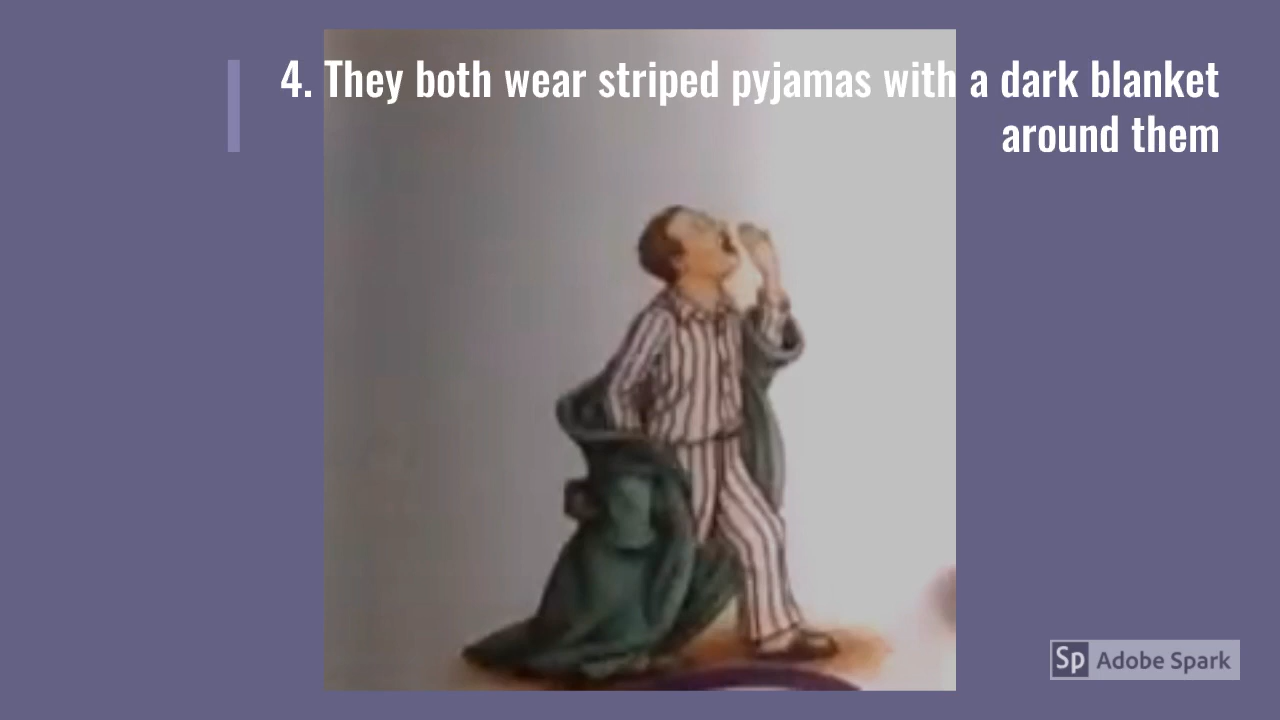 4. They both wear striped pyjamas with a dark blanket
around them
Sp Adobe Spark